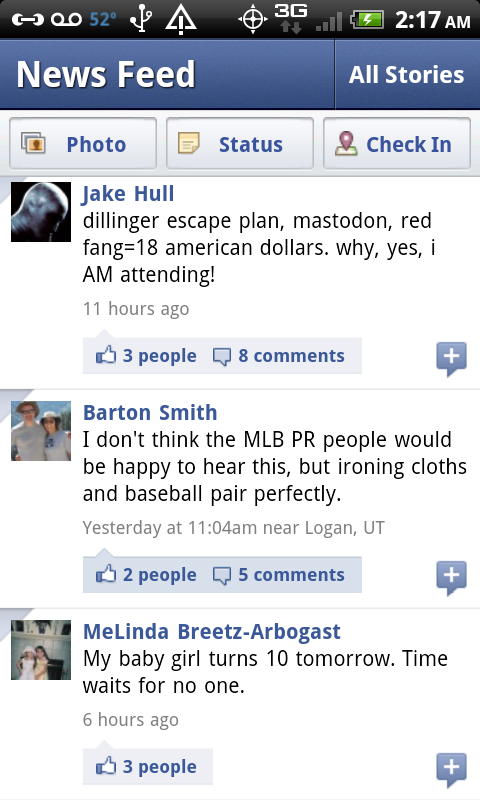 52° 3G 2:17 AM
News Feed All Stories
Photo Status Check In
Jake Hull
dillinger escape plan, mastodon, red
fang=18 american dollars. why, yes, i
AM attending!
11 hours ago
3 people 8 comments
Barton Smith
I don't think the MLB PR people would
be happy to hear this, but ironing cloths
and baseball pair perfectly.
Yesterday at 11:04am near Logan, UT
2 people 5 comments
MeLinda Breetz-Arbogast
My baby girl turns 10 tomorrow. Time
waits for no one.
6 hours ago
3 people